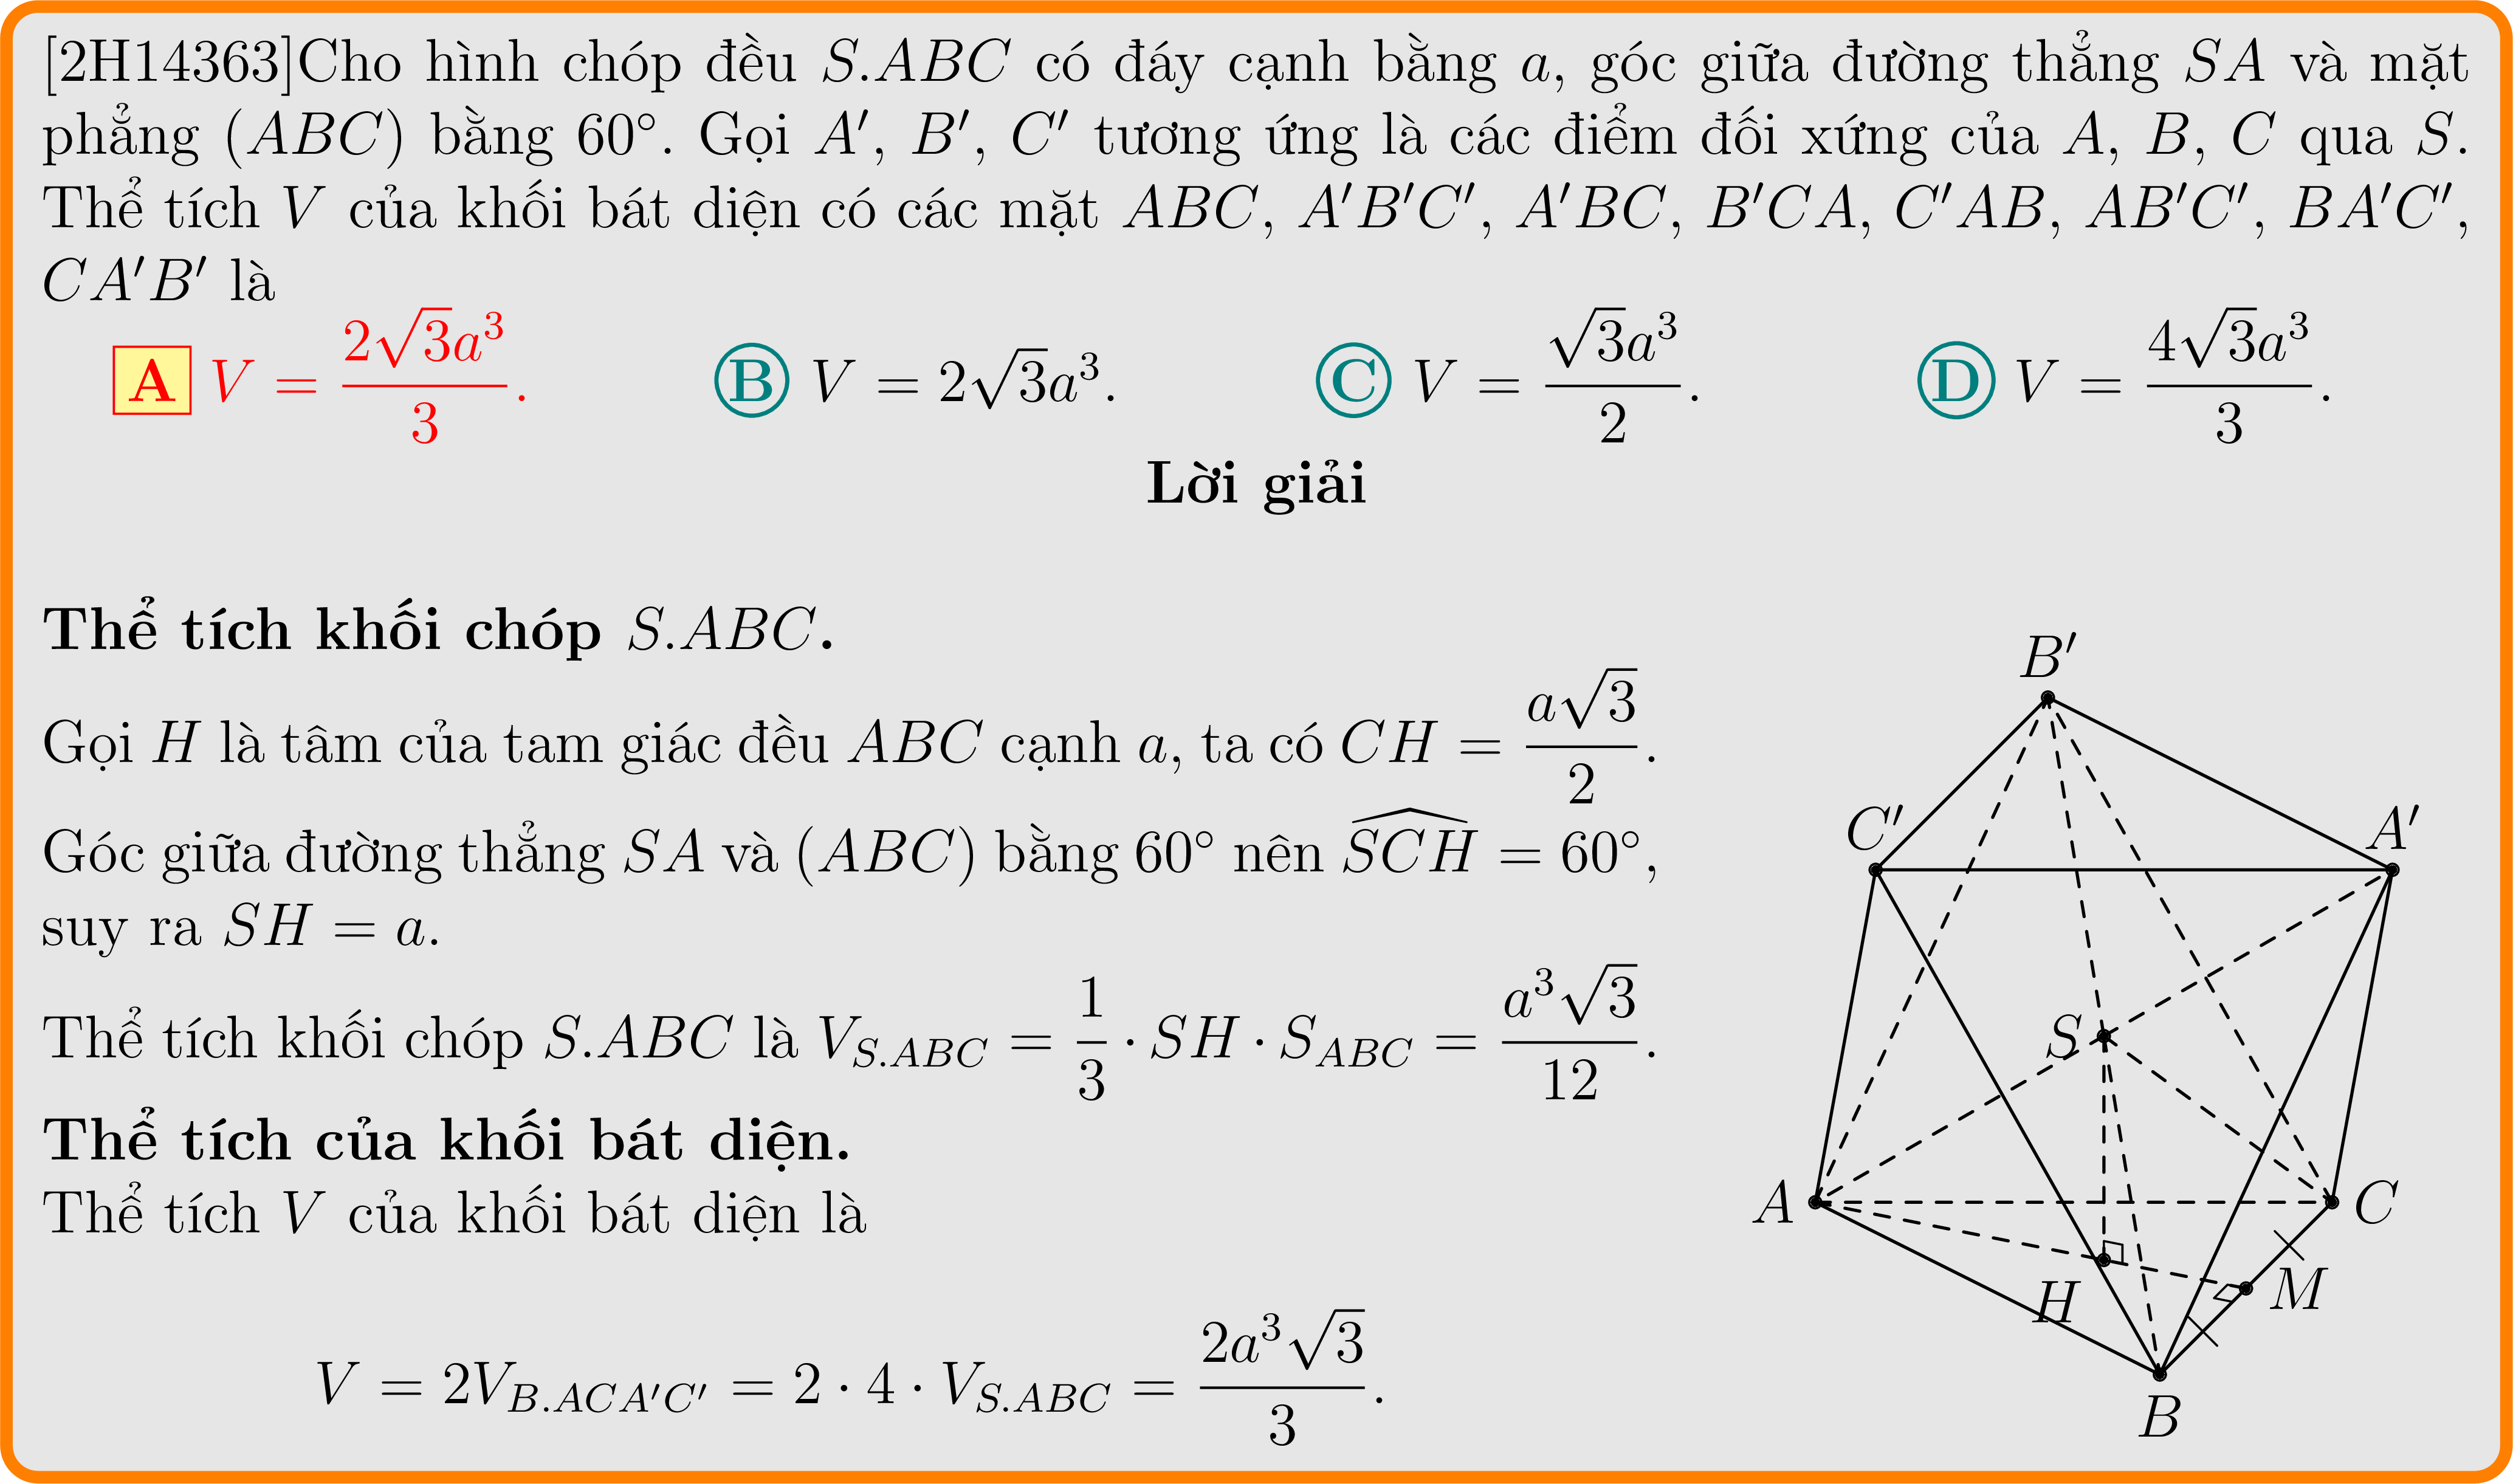 [2H14363]Cho hình chóp đều S.ABC có đáy cạnh bằng a, góc giữa đường thẳng SA và mặt
phẳng (ABC) bằng 60°. Gọi A′, B′, C′ tương ứng là các điểm đối xứng của A, B, C qua S.
Thể tích V của khối bát diện có các mặt ABC, A′B′C′, A′BC, B′CA, C′AB, AB′C′, BA′C′,
CA′B′ là
A V = \frac{2\sqrt{3}a^3}{3}. B V = 2\sqrt{3}a^3. C V = \frac{\sqrt{3}a^3}{2}. D V = \frac{4\sqrt{3}a^3}{3}.
Lời giải
Thể tích khối chóp S.ABC.
Gọi H là tâm của tam giác đều ABC cạnh a, ta có CH = \frac{a\sqrt{3}}{2}.
Góc giữa đường thẳng SA và (ABC) bằng 60° nên \widehat{SCH} = 60°,
suy ra SH = a.
Thể tích khối chóp S.ABC là V_{S.ABC} = \frac{1}{3} · SH · S_{ABC} = \frac{a^3\sqrt{3}}{12}.
Thể tích của khối bát diện.
Thể tích V của khối bát diện là
V = 2V_{B.ACA′C′} = 2 · 4 · V_{S.ABC} = \frac{2a^3\sqrt{3}}{3}.
B′
C′
A′
S
A
C
H
M
B